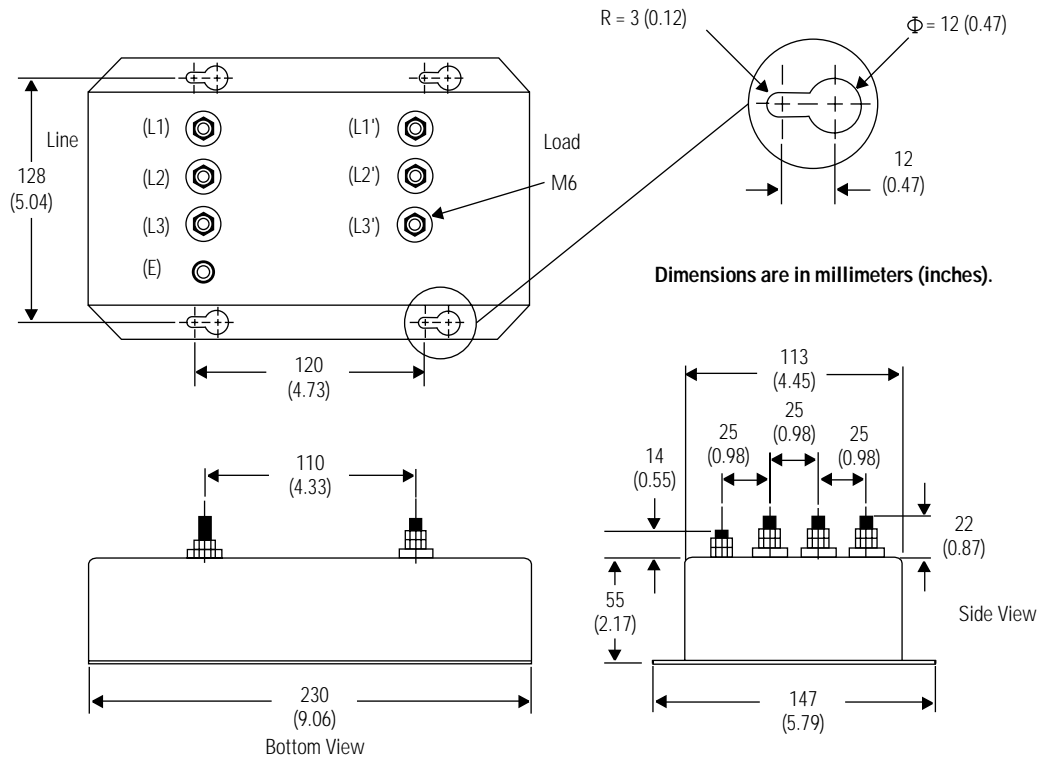 R = 3 (0.12)
Φ = 12 (0.47)
Line
(L1)
(L1')
Load
128
(5.04)
(L2)
(L2')
M6
12
(0.47)
(L3)
(L3')
(E)
Dimensions are in millimeters (inches).
120
(4.73)
113
(4.45)
25
(0.98)
25
(0.98)
25
(0.98)
110
(4.33)
14
(0.55)
22
(0.87)
55
(2.17)
Side View
230
(9.06)
147
(5.79)
Bottom View